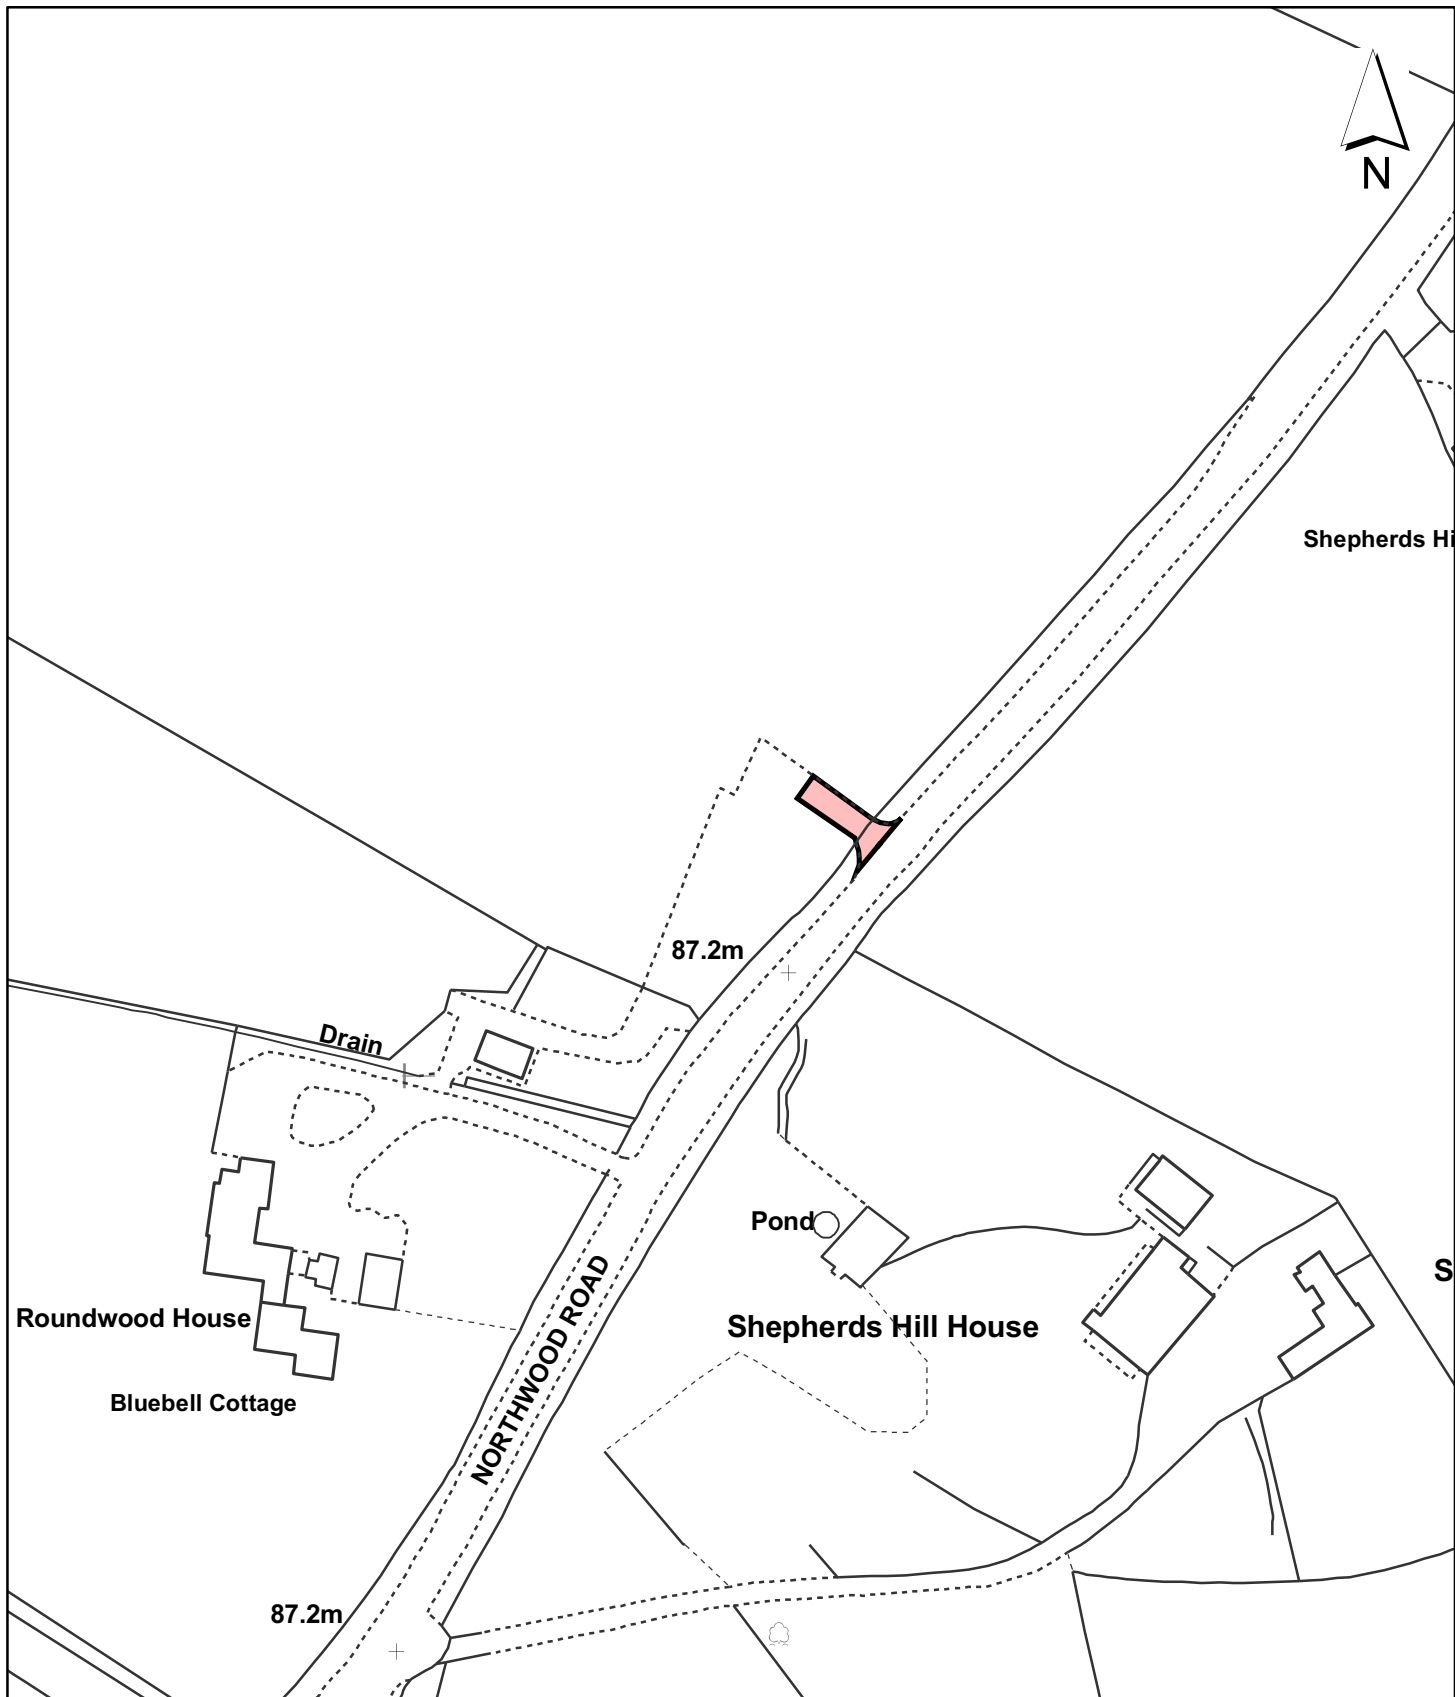 N
Shepherds Hi
87.2m
Drain
Pond
Roundwood House
Shepherds Hill House
S
NORTHWOOD ROAD
Bluebell Cottage
87.2m